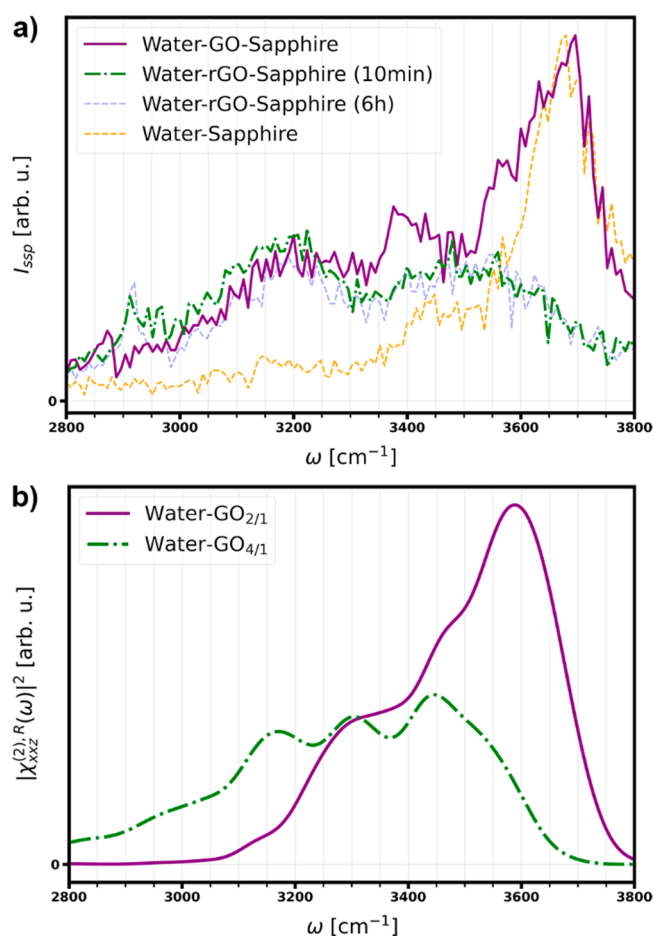 a)
Water-GO-Sapphire
Water-rGO-Sapphire (10min)
Water-rGO-Sapphire (6h)
Water-Sapphire
I_ssp [arb. u.]
0
2800 3000 3200 3400 3600 3800
ω [cm⁻¹]
b)
Water-GO₂/₁
Water-GO₄/₁
|χ_xxz^(2),R(ω)|² [arb. u.]
0
2800 3000 3200 3400 3600 3800
ω [cm⁻¹]